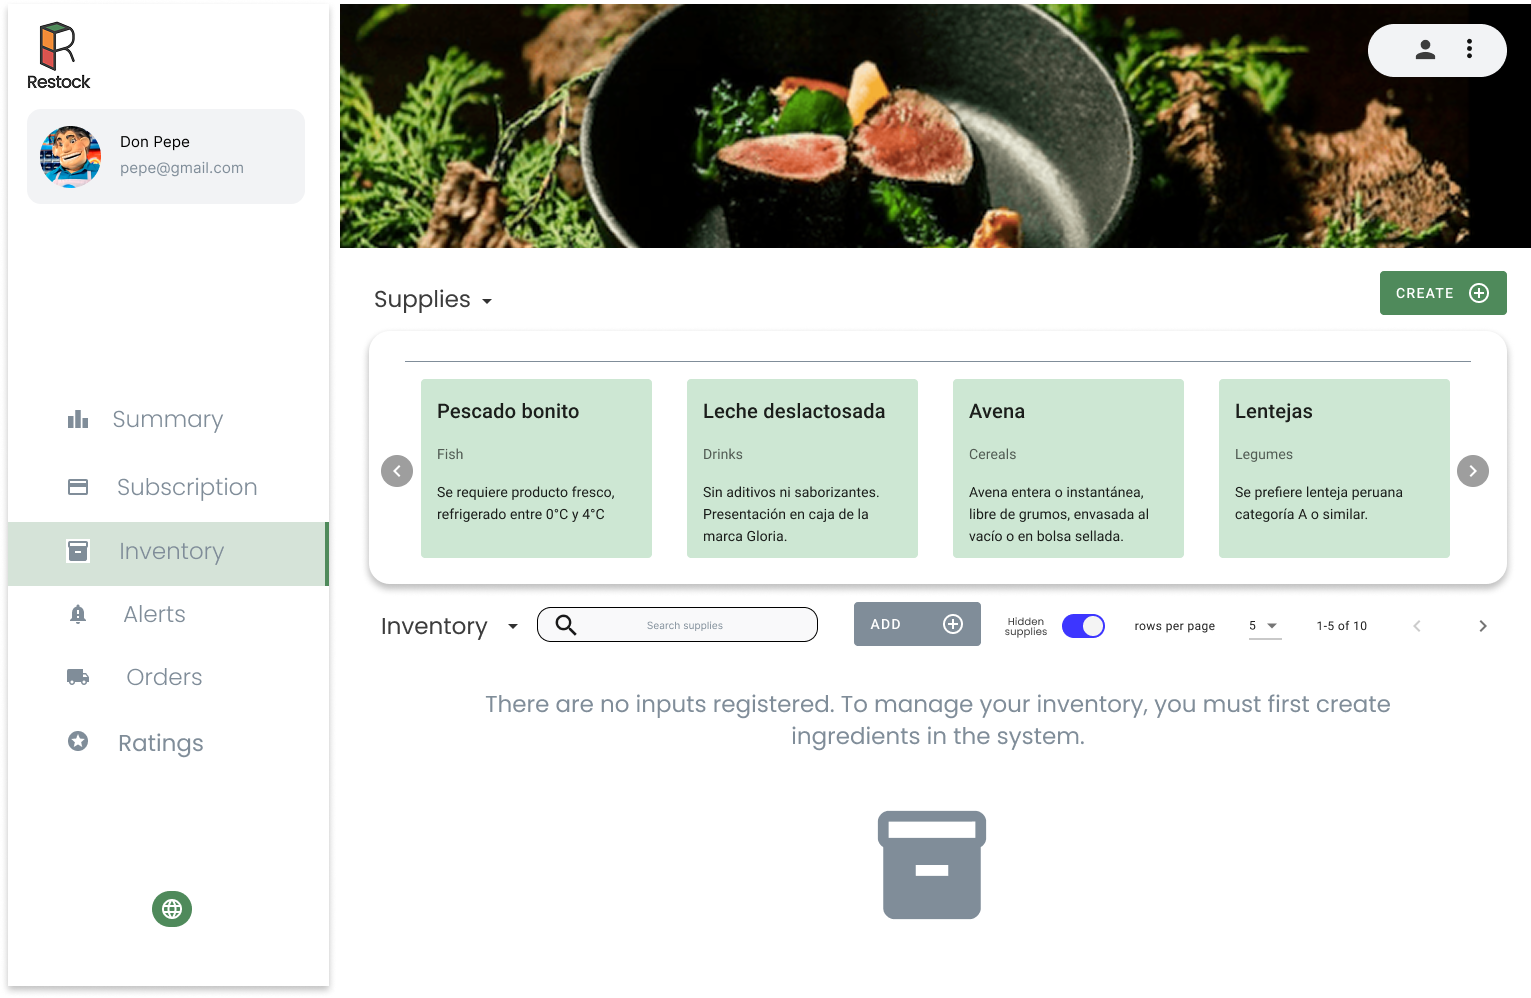 Restock
Don Pepe
pepe@gmail.com
Summary
Subscription
Inventory
Alerts
Orders
Ratings
Supplies
CREATE
Pescado bonito
Fish
Se requiere producto fresco,
refrigerado entre 0°C y 4°C
Leche deslactosada
Drinks
Sin aditivos ni saborizantes.
Presentación en caja de la
marca Gloria.
Avena
Cereals
Avena entera o instantánea,
libre de grumos, envasada al
vacío o en bolsa sellada.
Lentejas
Legumes
Se prefiere lenteja peruana
categoría A o similar.
Inventory
Search supplies
ADD
Hidden
supplies
rows per page
5
1-5 of 10
There are no inputs registered. To manage your inventory, you must first create
ingredients in the system.